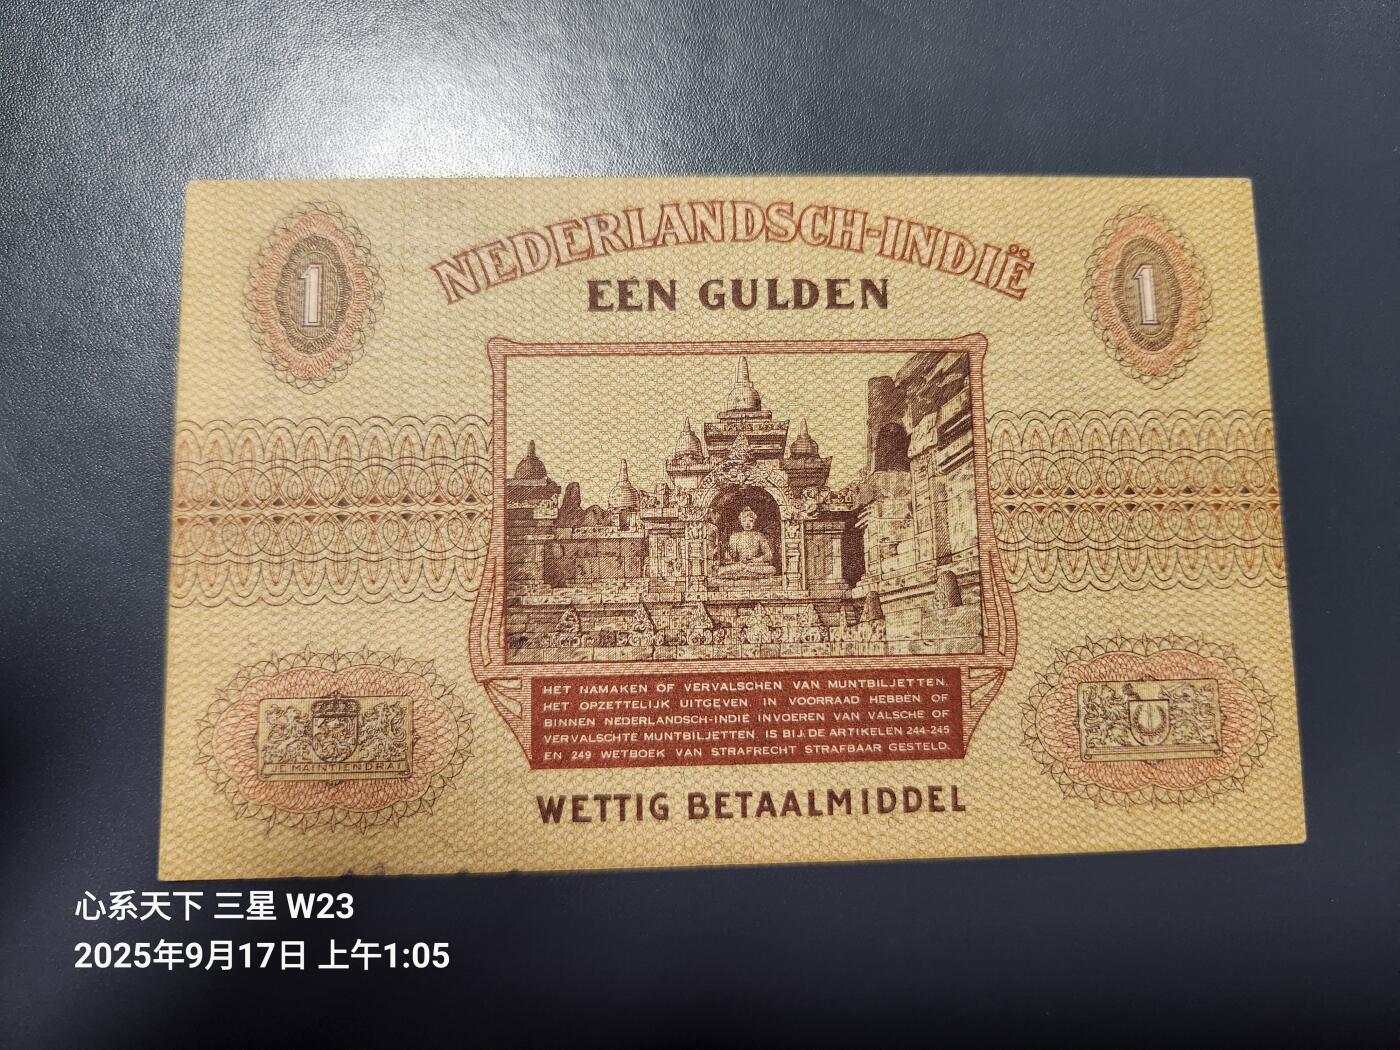 NEDERLANDSCH-INDIË
EEN GULDEN
1
1
HET NAMAKEN OF VERVALSCHEN VAN MUNTBILJETTEN,
HET OPZETTELIJK UITGEVEN, IN VOORRAAD HEBBEN OF
BINNEN NEDERLANDSCH-INDIË INVOEREN VAN VALSCHE OF
VERVALSCHTE MUNTBILJETTEN IS BIJ DE ARTIKELEN 244-245
EN 249 WETBOEK VAN STRAFRECHT STRAFBAAR GESTELD.
JE MAINTIENDRAI
WETTIG BETAALMIDDEL
心系天下 三星 W23
2025年9月17日 上午1:05